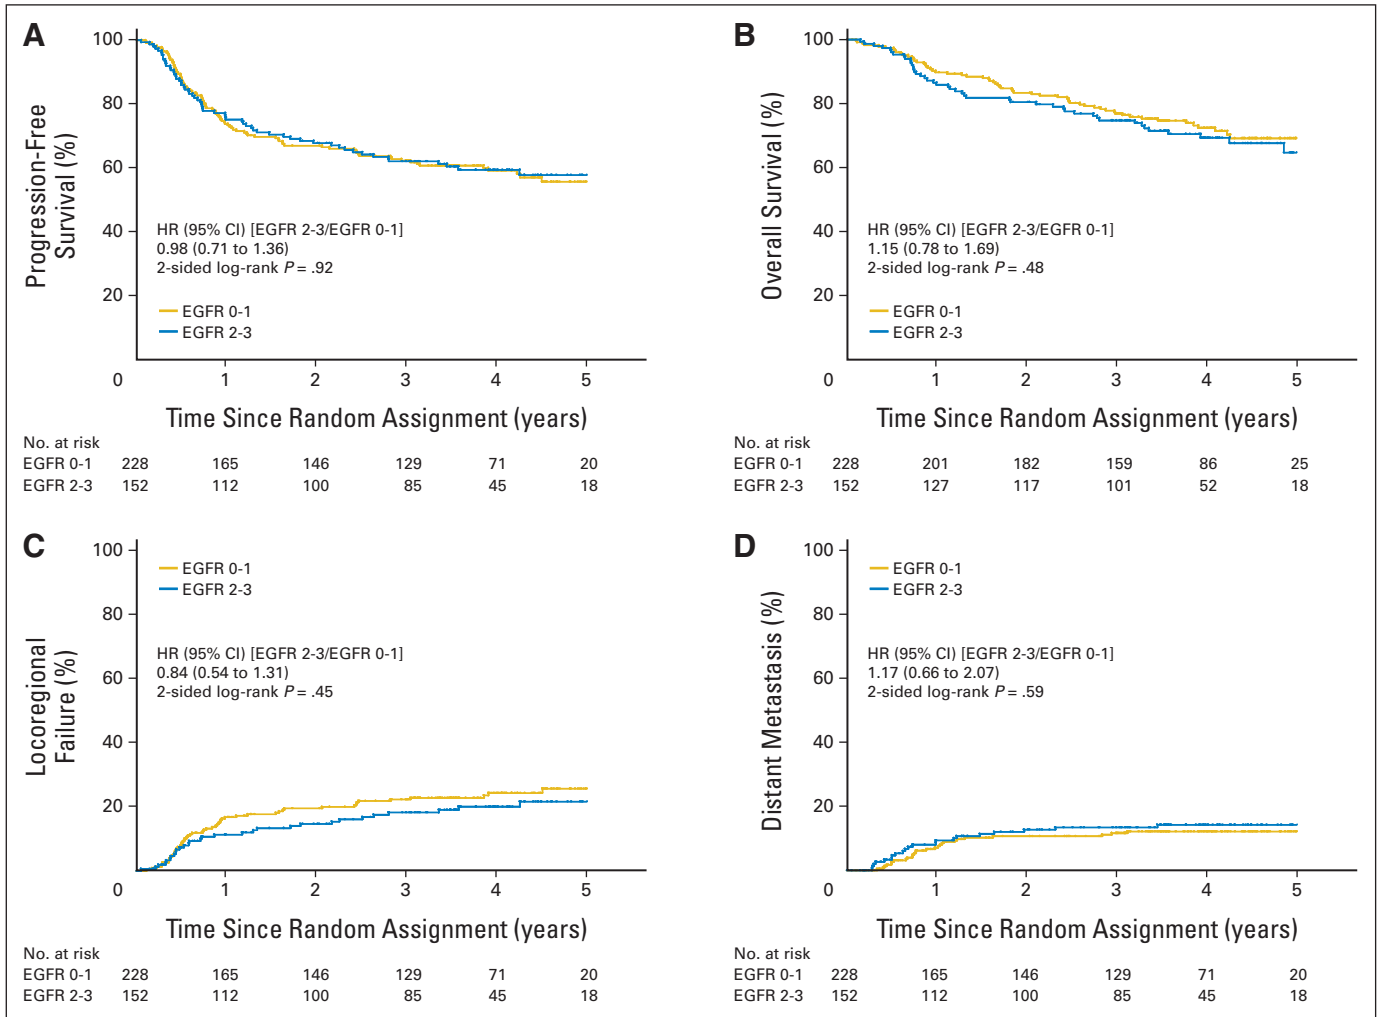 A
Progression-Free
Survival (%)
100
80
60
40
20
0
HR (95% CI) [EGFR 2-3/EGFR 0-1]
0.98 (0.71 to 1.36)
2-sided log-rank P = .92
EGFR 0-1
EGFR 2-3
1 2 3 4 5
Time Since Random Assignment (years)
No. at risk
EGFR 0-1 228 165 146 129 71 20
EGFR 2-3 152 112 100 85 45 18
B
Overall Survival (%)
100
80
60
40
20
0
HR (95% CI) [EGFR 2-3/EGFR 0-1]
1.15 (0.78 to 1.69)
2-sided log-rank P = .48
EGFR 0-1
EGFR 2-3
1 2 3 4 5
Time Since Random Assignment (years)
No. at risk
EGFR 0-1 228 201 182 159 86 25
EGFR 2-3 152 127 117 101 52 18
C
Locoregional
Failure (%)
100
80
60
40
20
0
EGFR 0-1
EGFR 2-3
HR (95% CI) [EGFR 2-3/EGFR 0-1]
0.84 (0.54 to 1.31)
2-sided log-rank P = .45
1 2 3 4 5
Time Since Random Assignment (years)
No. at risk
EGFR 0-1 228 165 146 129 71 20
EGFR 2-3 152 112 100 85 45 18
D
Distant Metastasis (%)
100
80
60
40
20
0
EGFR 0-1
EGFR 2-3
HR (95% CI) [EGFR 2-3/EGFR 0-1]
1.17 (0.66 to 2.07)
2-sided log-rank P = .59
1 2 3 4 5
Time Since Random Assignment (years)
No. at risk
EGFR 0-1 228 165 146 129 71 20
EGFR 2-3 152 112 100 85 45 18